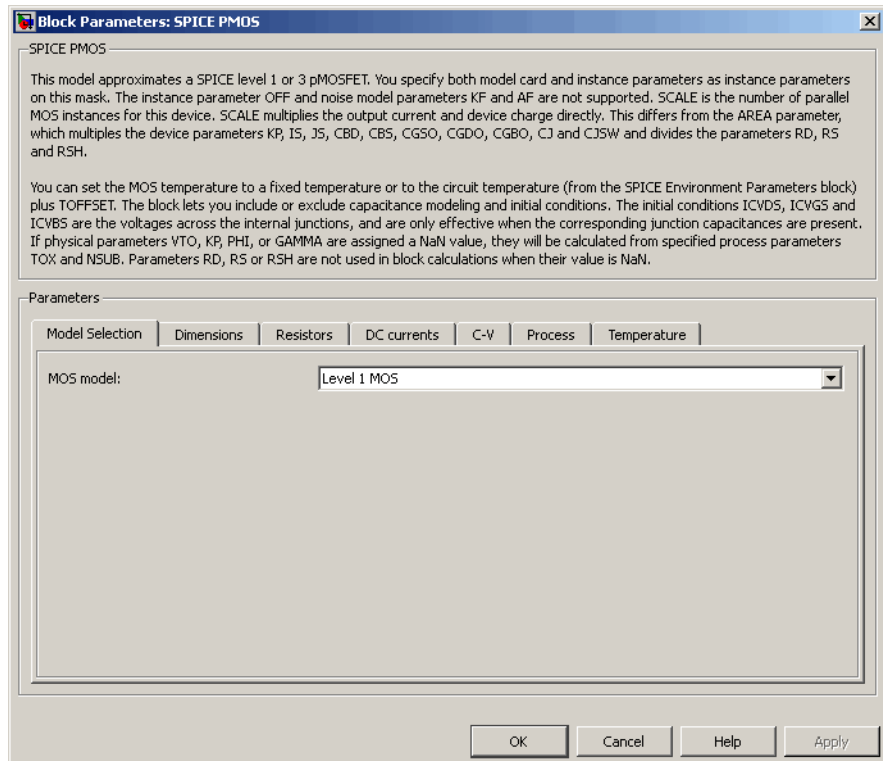 Block Parameters: SPICE PMOS
SPICE PMOS
This model approximates a SPICE level 1 or 3 pMOSFET. You specify both model card and instance parameters as instance parameters
on this mask. The instance parameter OFF and noise model parameters KF and AF are not supported. SCALE is the number of parallel
MOS instances for this device. SCALE multiplies the output current and device charge directly. This differs from the AREA parameter,
which multiples the device parameters KP, IS, JS, CBD, CBS, CGSO, CGDO, CGBO, CJ and CJSW and divides the parameters RD, RS
and RSH.
You can set the MOS temperature to a fixed temperature or to the circuit temperature (from the SPICE Environment Parameters block)
plus TOFFSET. The block lets you include or exclude capacitance modeling and initial conditions. The initial conditions ICVDS, ICVGS and
ICVBS are the voltages across the internal junctions, and are only effective when the corresponding junction capacitances are present.
If physical parameters VTO, KP, PHI, or GAMMA are assigned a NaN value, they will be calculated from specified process parameters
TOX and NSUB. Parameters RD, RS or RSH are not used in block calculations when their value is NaN.
Parameters
Model Selection Dimensions Resistors DC currents C-V Process Temperature
MOS model: Level 1 MOS
OK Cancel Help Apply